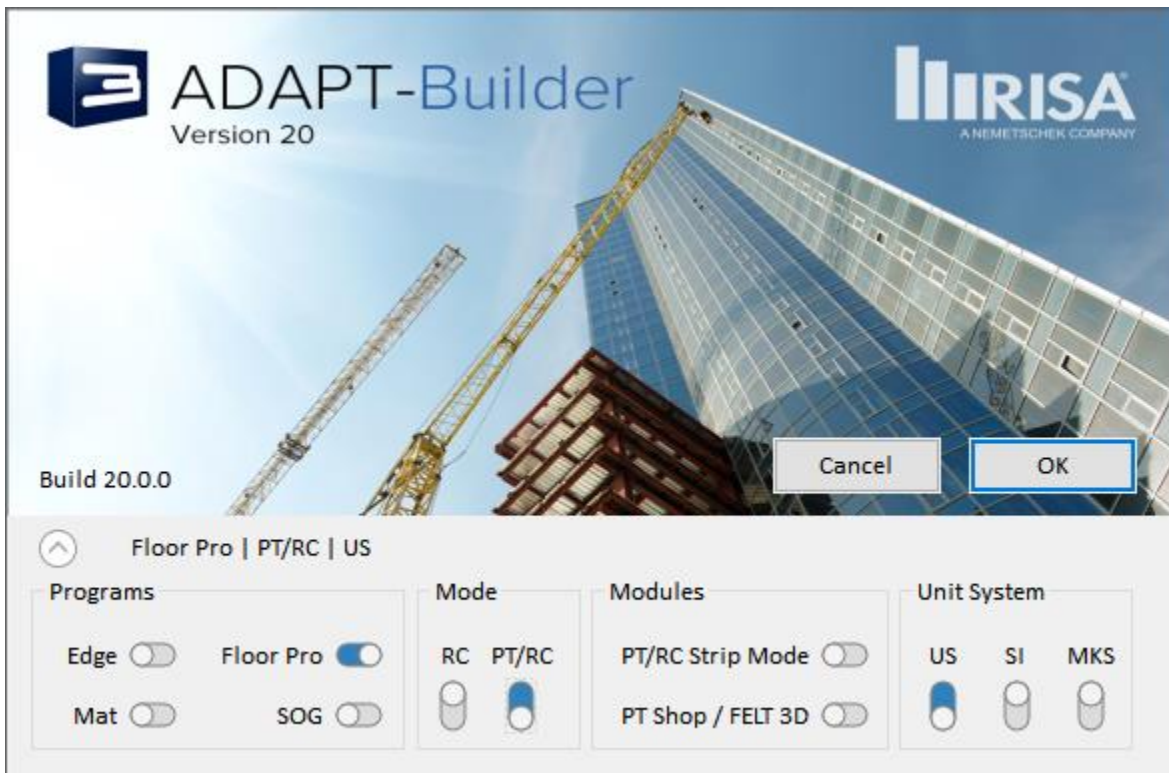 ADAPT-Builder
Version 20
RISA
A NEMETSCHEK COMPANY
Build 20.0.0
Cancel
OK
Floor Pro | PT/RC | US
Programs
Mode
Modules
Unit System
Edge
Floor Pro
RC
PT/RC
PT/RC Strip Mode
US
SI
MKS
Mat
SOG
PT Shop / FELT 3D